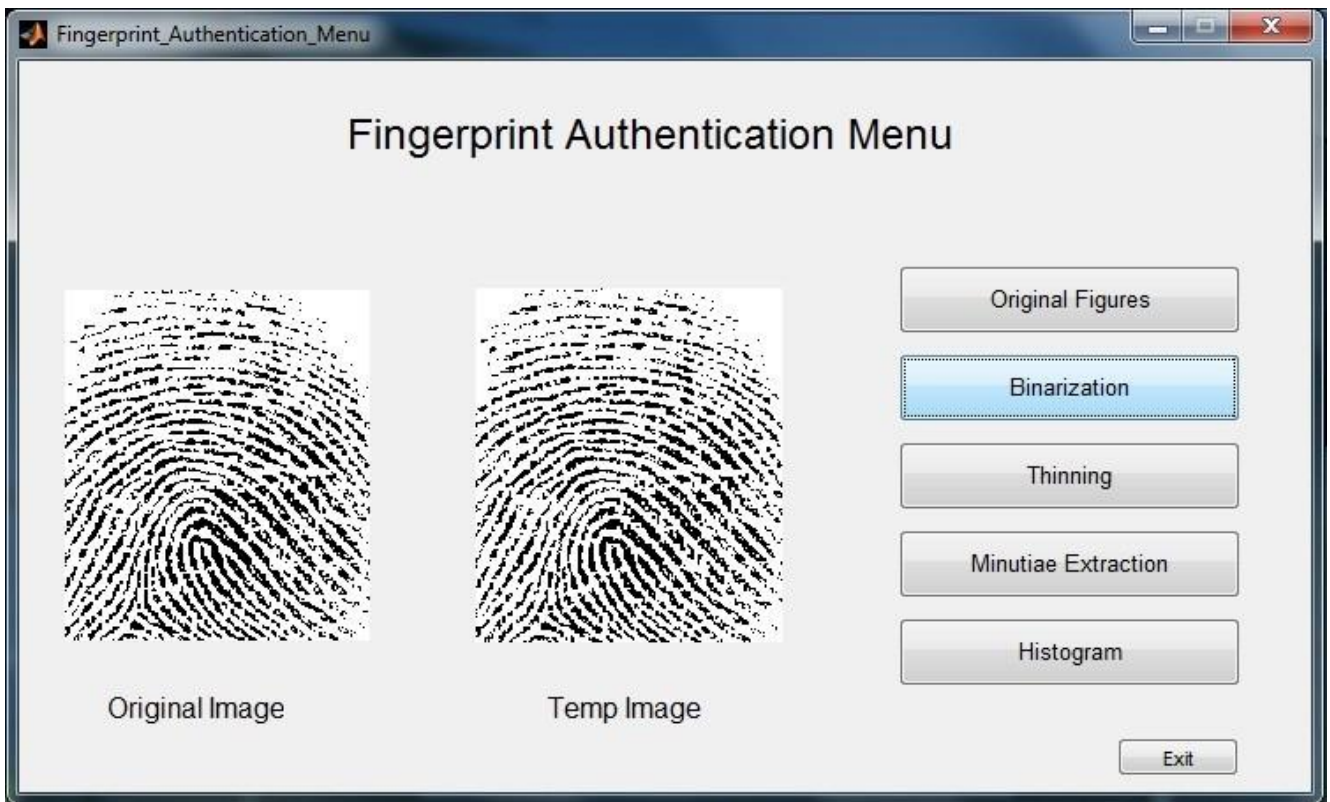 Fingerprint_Authentication_Menu
Fingerprint Authentication Menu
Original Figures
Binarization
Thinning
Minutiae Extraction
Histogram
Original Image
Temp Image
Exit